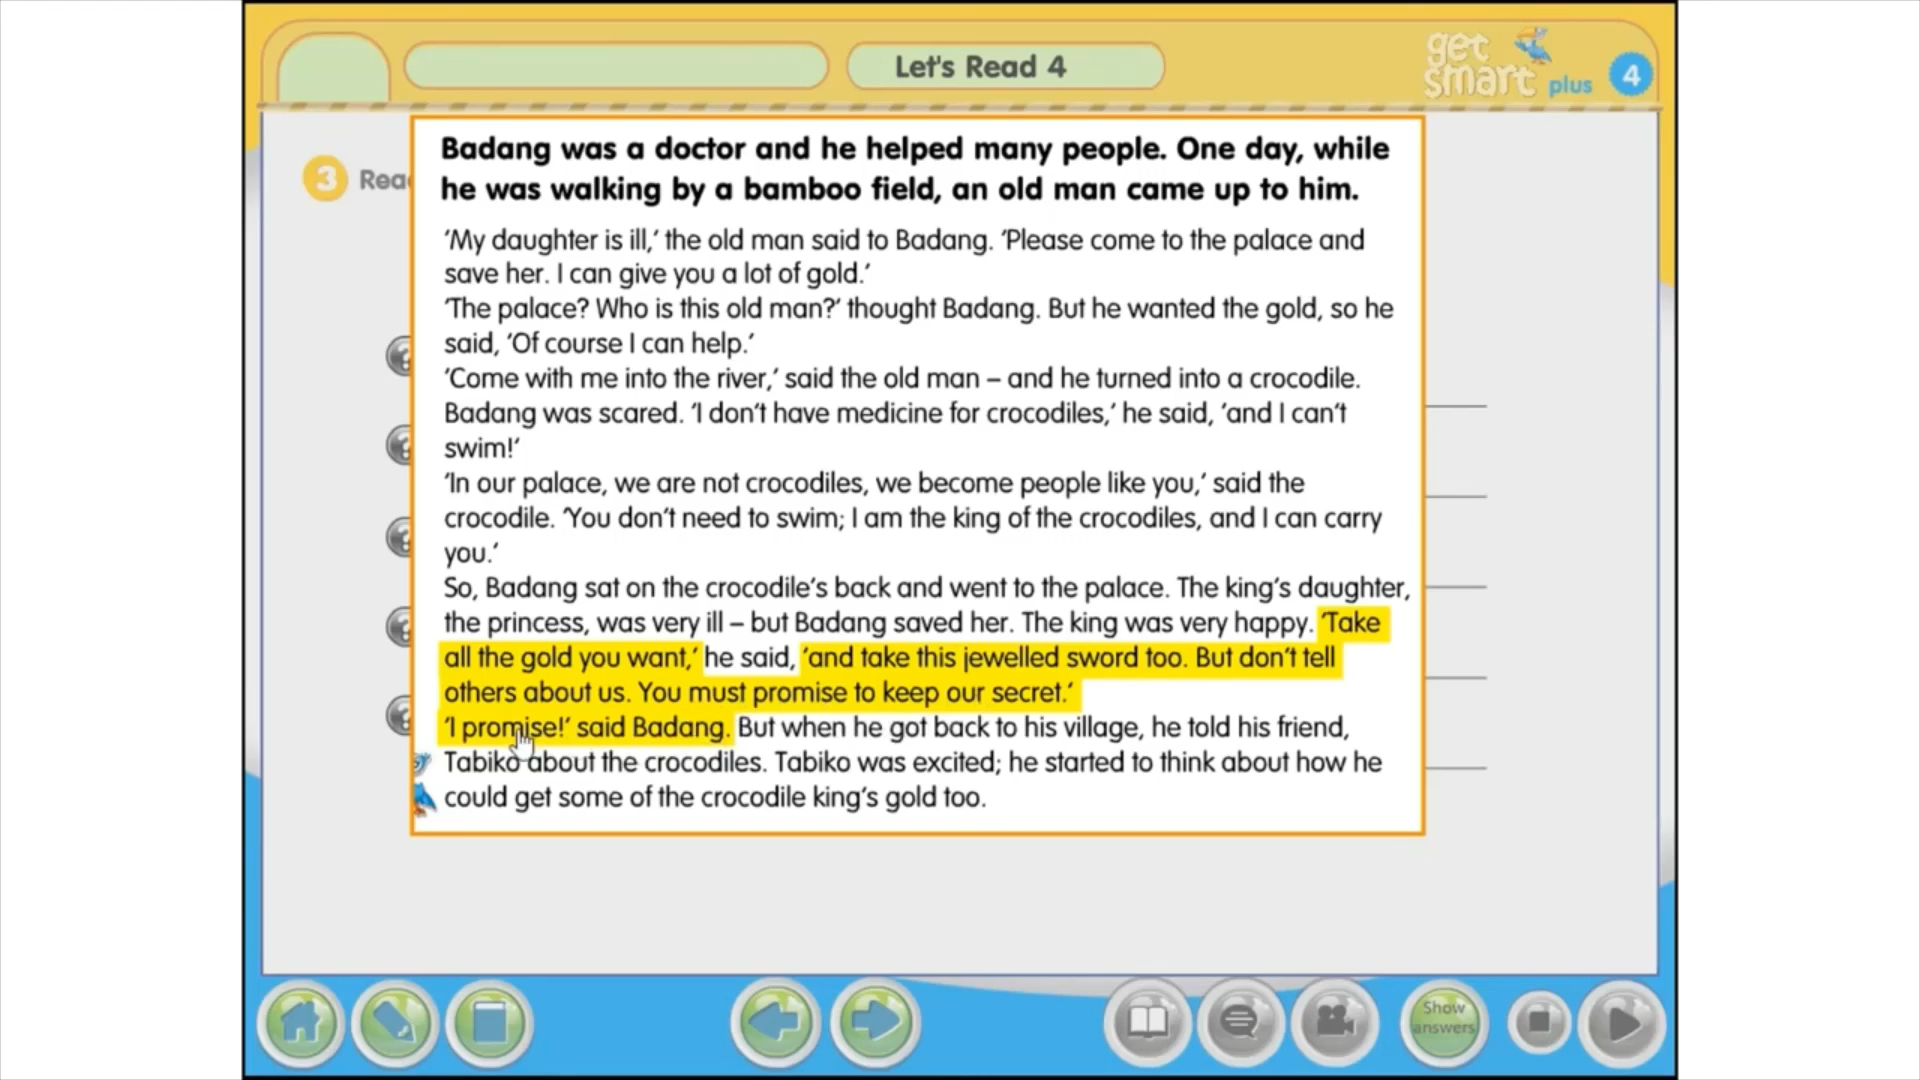 Let's Read 4
get
smart plus 4
3 Rea
Badang was a doctor and he helped many people. One day, while
he was walking by a bamboo field, an old man came up to him.
'My daughter is ill,' the old man said to Badang. 'Please come to the palace and
save her. I can give you a lot of gold.'
'The palace? Who is this old man?' thought Badang. But he wanted the gold, so he
said, 'Of course I can help.'
'Come with me into the river,' said the old man – and he turned into a crocodile.
Badang was scared. 'I don't have medicine for crocodiles,' he said, 'and I can't
swim!'
'In our palace, we are not crocodiles, we become people like you,' said the
crocodile. 'You don't need to swim; I am the king of the crocodiles, and I can carry
you.'
So, Badang sat on the crocodile's back and went to the palace. The king's daughter,
the princess, was very ill – but Badang saved her. The king was very happy. 'Take
all the gold you want,' he said, 'and take this jewelled sword too. But don't tell
others about us. You must promise to keep our secret.'
'I promise!' said Badang. But when he got back to his village, he told his friend,
Tabiko about the crocodiles. Tabiko was excited; he started to think about how he
could get some of the crocodile king's gold too.
Show
answers